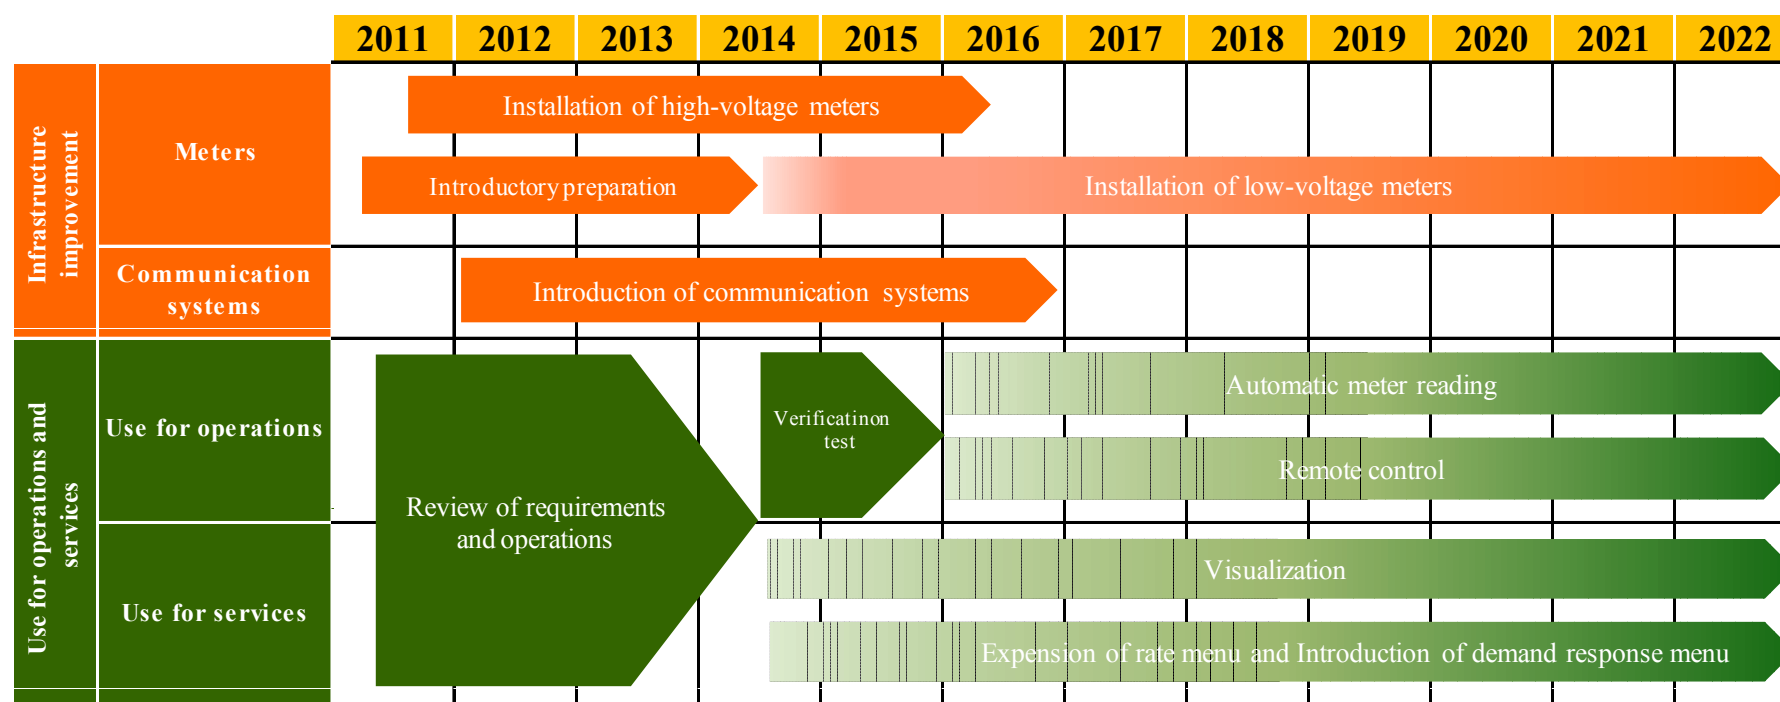 2011 2012 2013 2014 2015 2016 2017 2018 2019 2020 2021 2022
Infrastructure
improvement
Meters
Installation of high-voltage meters
Introductory preparation
Installation of low-voltage meters
Communication
systems
Introduction of communication systems
Use for operations and
services
Use for operations
Review of requirements
and operations
Verificatinon
test
Automatic meter reading
Remote control
Use for services
Visualization
Expension of rate menu and Introduction of demand response menu